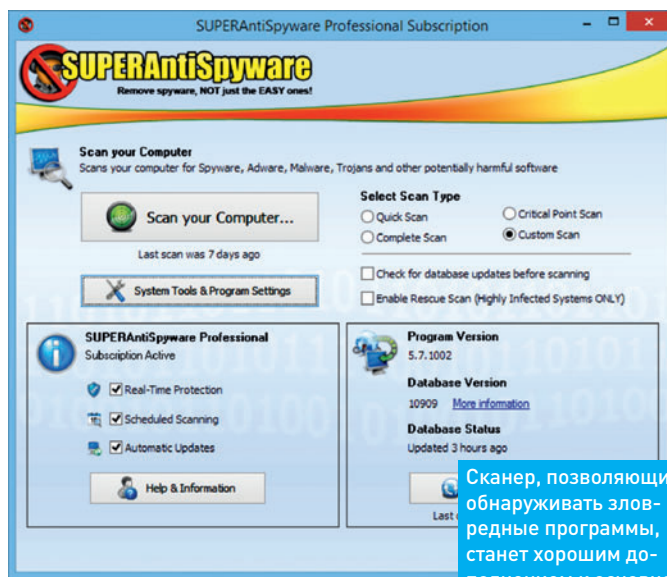 SUPERAntiSpyware Professional Subscription
SUPERAntiSpyware
Remove spyware, NOT just the EASY ones!
Scan your Computer
Scans your computer for Spyware, Adware, Malware, Trojans and other potentially harmful software
Scan your Computer...
Last scan was 7 days ago
System Tools & Program Settings
Select Scan Type
Quick Scan
Critical Point Scan
Complete Scan
Custom Scan
Check for database updates before scanning
Enable Rescue Scan (Highly Infected Systems ONLY)
SUPERAntiSpyware Professional
Subscription Active
Real-Time Protection
Scheduled Scanning
Automatic Updates
Help & Information
Program Version
5.7.1002
Database Version
10909 More information
Database Status
Updated 3 hours ago
Last
Сканер, позволяющи
обнаруживать злов-
редные программы,
станет хорошим до-